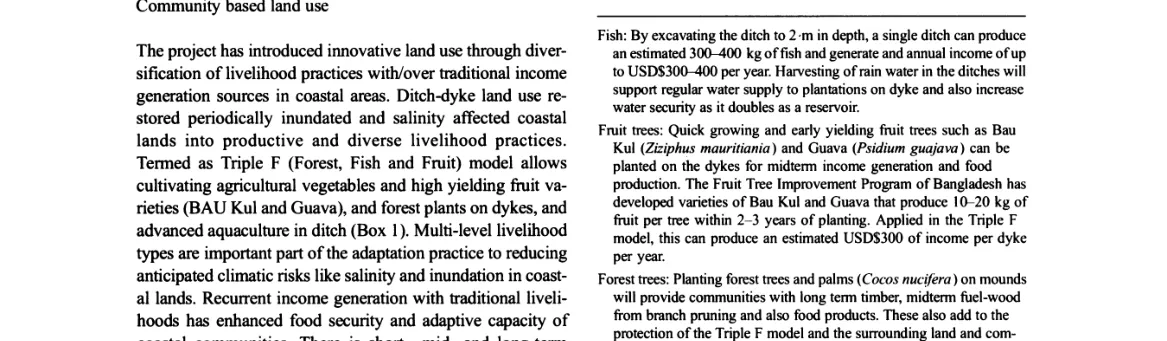 Community based land use
The project has introduced innovative land use through diver-
sification of livelihood practices with/over traditional income
generation sources in coastal areas. Ditch-dyke land use re-
stored periodically inundated and salinity affected coastal
lands into productive and diverse livelihood practices.
Termed as Triple F (Forest, Fish and Fruit) model allows
cultivating agricultural vegetables and high yielding fruit va-
rieties (BAU Kul and Guava), and forest plants on dykes, and
advanced aquaculture in ditch (Box 1). Multi-level livelihood
types are important part of the adaptation practice to reducing
anticipated climatic risks like salinity and inundation in coast-
al lands. Recurrent income generation with traditional liveli-
hoods has enhanced food security and adaptive capacity of
Fish: By excavating the ditch to 2·m in depth, a single ditch can produce
an estimated 300–400 kg of fish and generate and annual income of up
to USD$300–400 per year. Harvesting of rain water in the ditches will
support regular water supply to plantations on dyke and also increase
water security as it doubles as a reservoir.
Fruit trees: Quick growing and early yielding fruit trees such as Bau
Kul (Ziziphus mauritiania) and Guava (Psidium guajava) can be
planted on the dykes for midterm income generation and food
production. The Fruit Tree Improvement Program of Bangladesh has
developed varieties of Bau Kul and Guava that produce 10–20 kg of
fruit per tree within 2–3 years of planting. Applied in the Triple F
model, this can produce an estimated USD$300 of income per dyke
per year.
Forest trees: Planting forest trees and palms (Cocos nucifera) on mounds
will provide communities with long term timber, midterm fuel-wood
from branch pruning and also food products. These also add to the
protection of the Triple F model and the surrounding land and com-